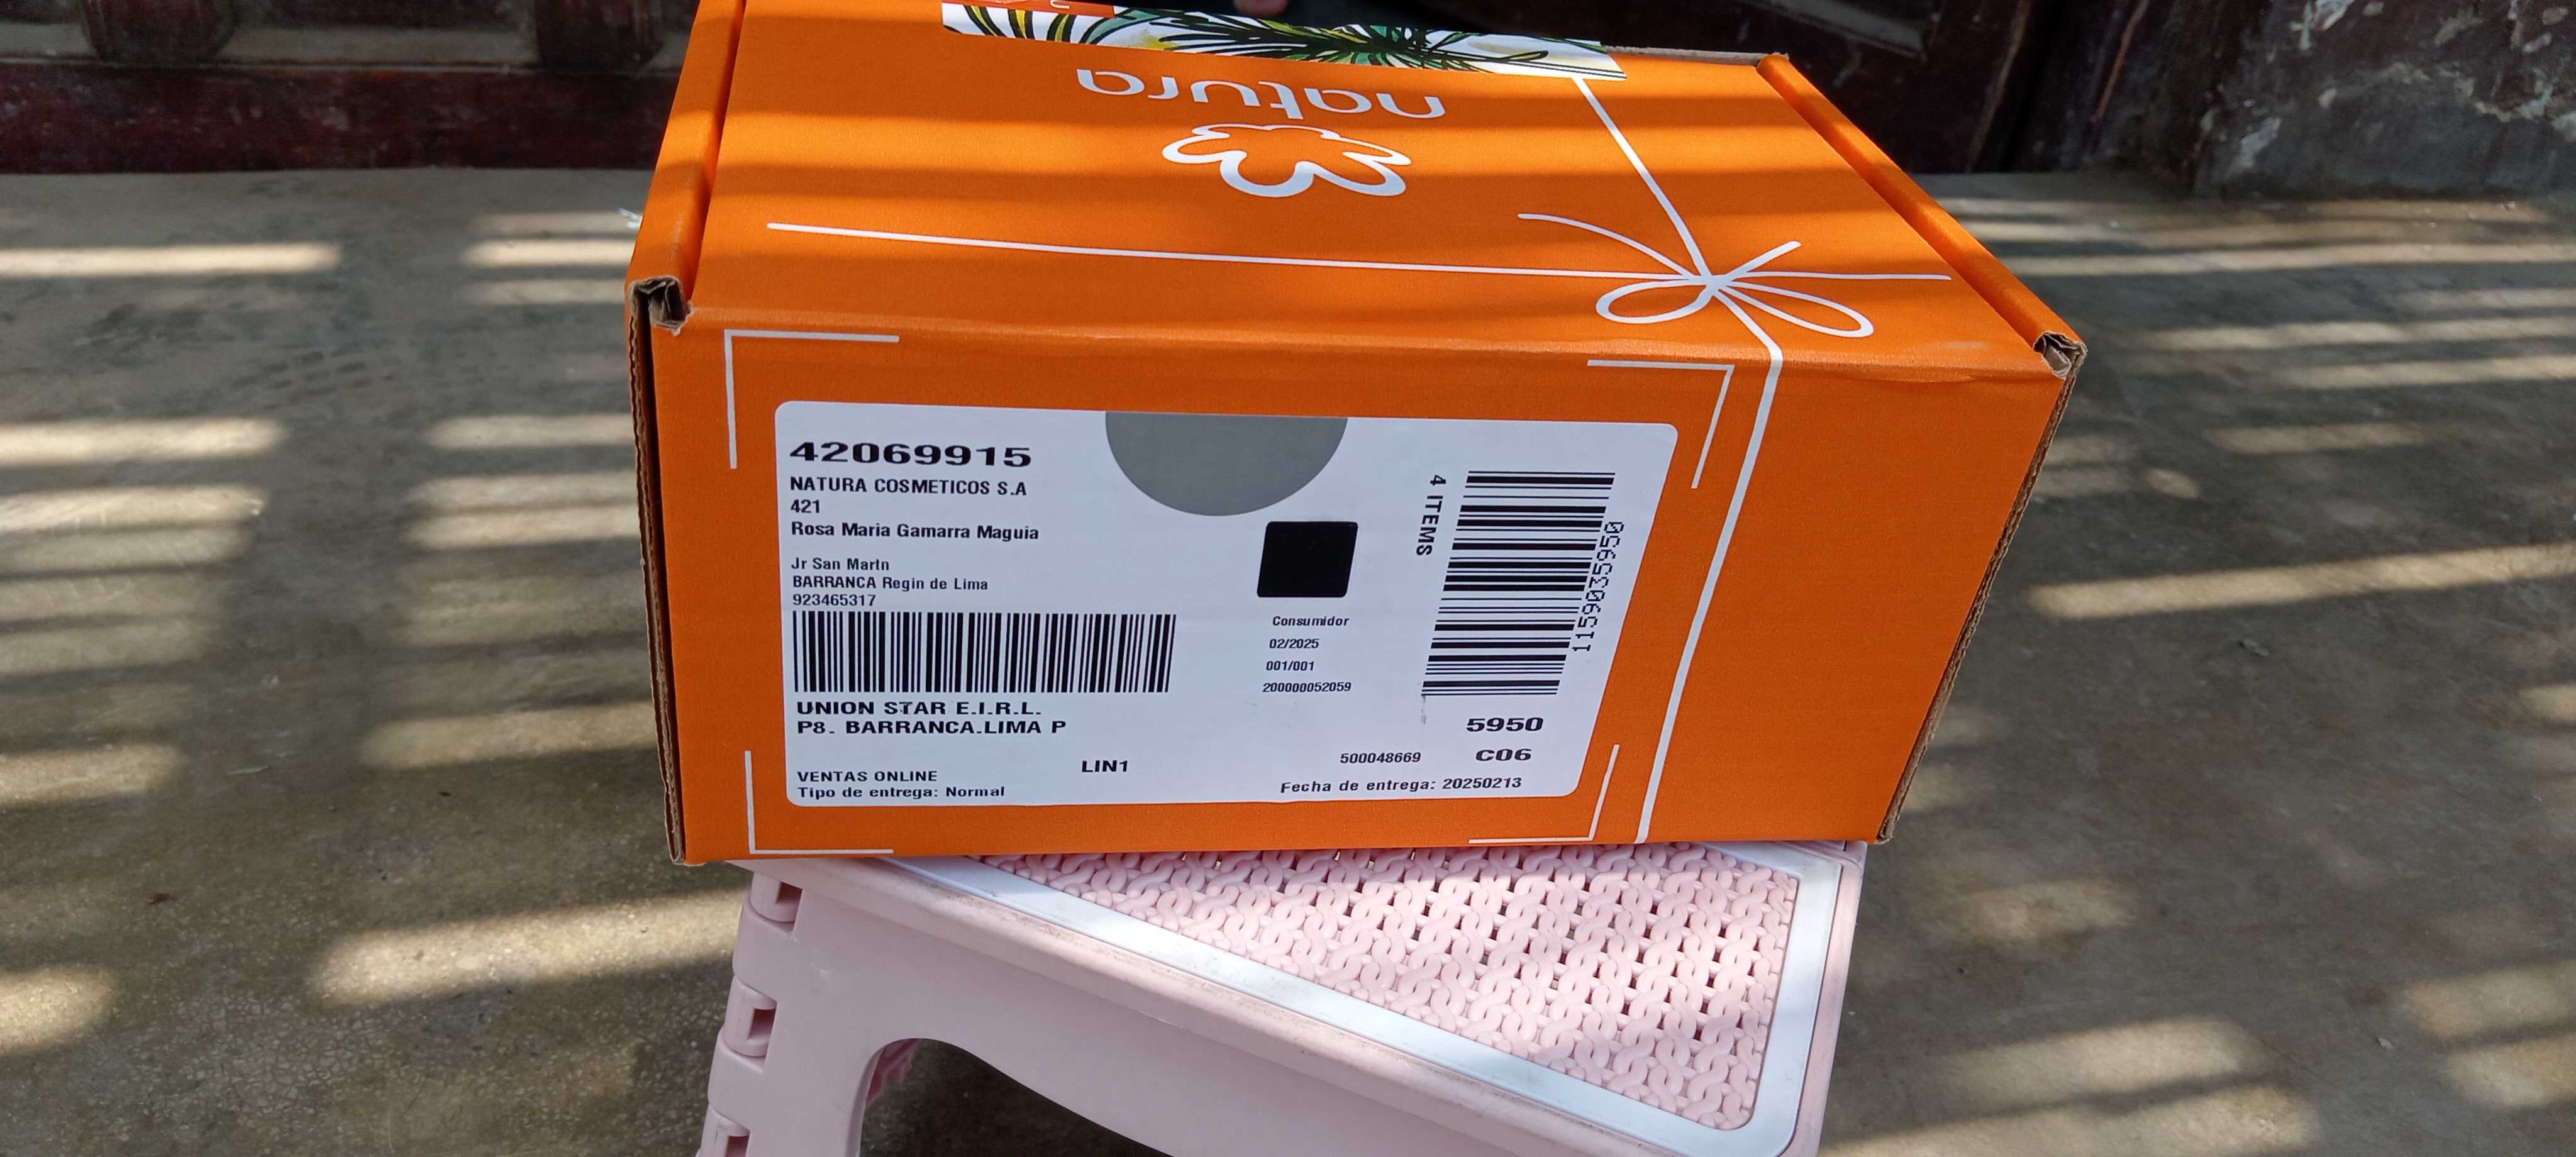 natura
42069915
NATURA COSMETICOS S.A
421
Rosa Maria Gamarra Maguia
Jr San Martn
BARRANCA Regin de Lima
923465317
UNION STAR E.I.R.L.
P8. BARRANCA.LIMA P
LIN1
VENTAS ONLINE
Tipo de entrega: Normal
Consumidor
02/2025
001/001
200000052059
4 ITEMS
115903595950
5950
500048669
C06
Fecha de entrega: 20250213